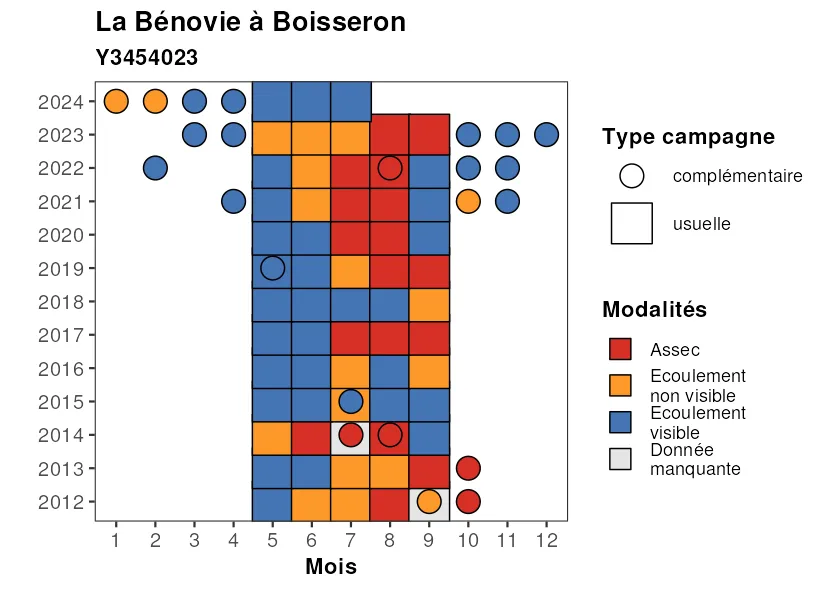 La Bénovie à Boisseron
Y3454023
2024
2023
2022
2021
2020
2019
2018
2017
2016
2015
2014
2013
2012
1 2 3 4 5 6 7 8 9 10 11 12
Mois
Type campagne
complémentaire
usuelle
Modalités
Assec
Ecoulement
non visible
Ecoulement
visible
Donnée
manquante